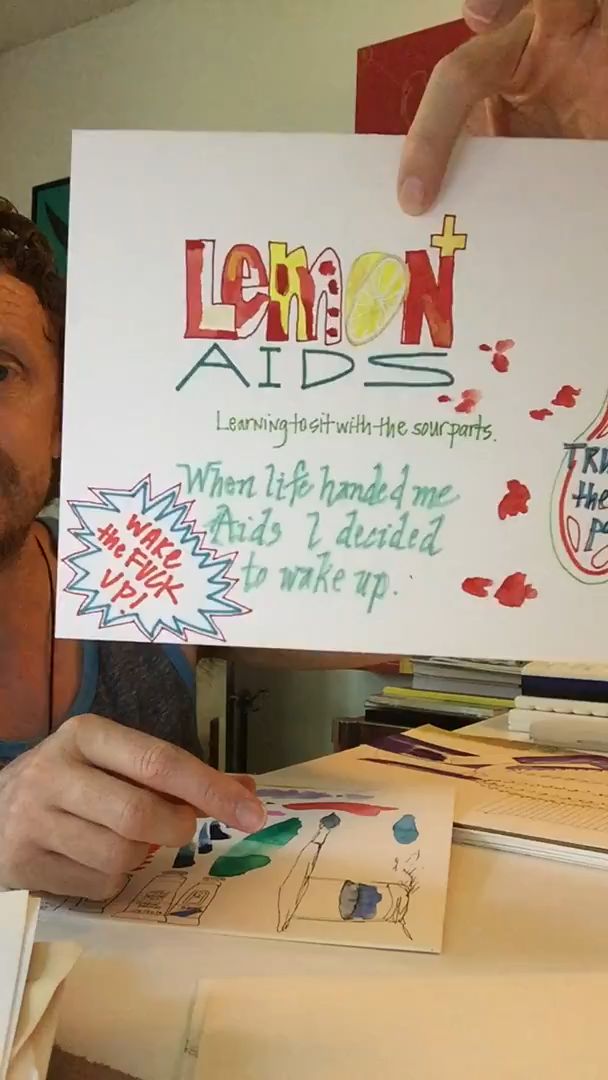 Lemon+
AIDS
Learning to sit with the sour parts.
When life handed me
Aids I decided
to wake up.
WAKE
the FUCK
UP!
the